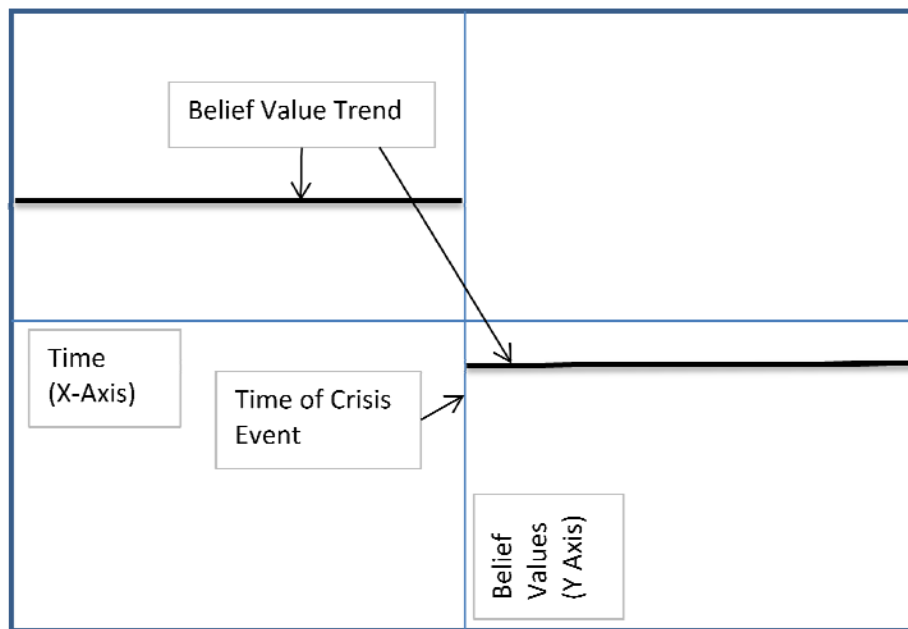 Belief Value Trend
Time
(X-Axis)
Time of Crisis
Event
Belief
Values
(Y Axis)